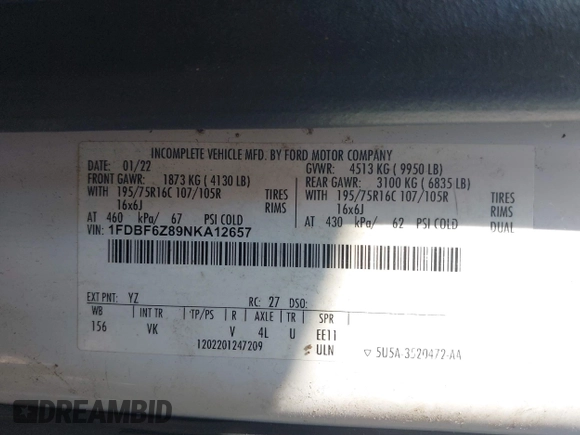 INCOMPLETE VEHICLE MFD. BY FORD MOTOR COMPANY
DATE: 01/22 GVWR: 4513 KG ( 9950 LB)
FRONT GAWR: 1873 KG ( 4130 LB) REAR GAWR: 3100 KG ( 6835 LB)
WITH 195/75R16C 107/105R TIRES WITH 195/75R16C 107/105R TIRES
16x6J RIMS 16x6J RIMS
AT 460 kPa/ 67 PSI COLD AT 430 kPa/ 62 PSI COLD DUAL
VIN: 1FDBF6Z89NKA12657
EXT PNT: YZ RC: 27 DSO:
WB INT TR TP/PS R AXLE TR SPR
156 VK V 4L U EE11
1202201247209 ULN ▽ 5U5A-3520472-AA
DREAMBID